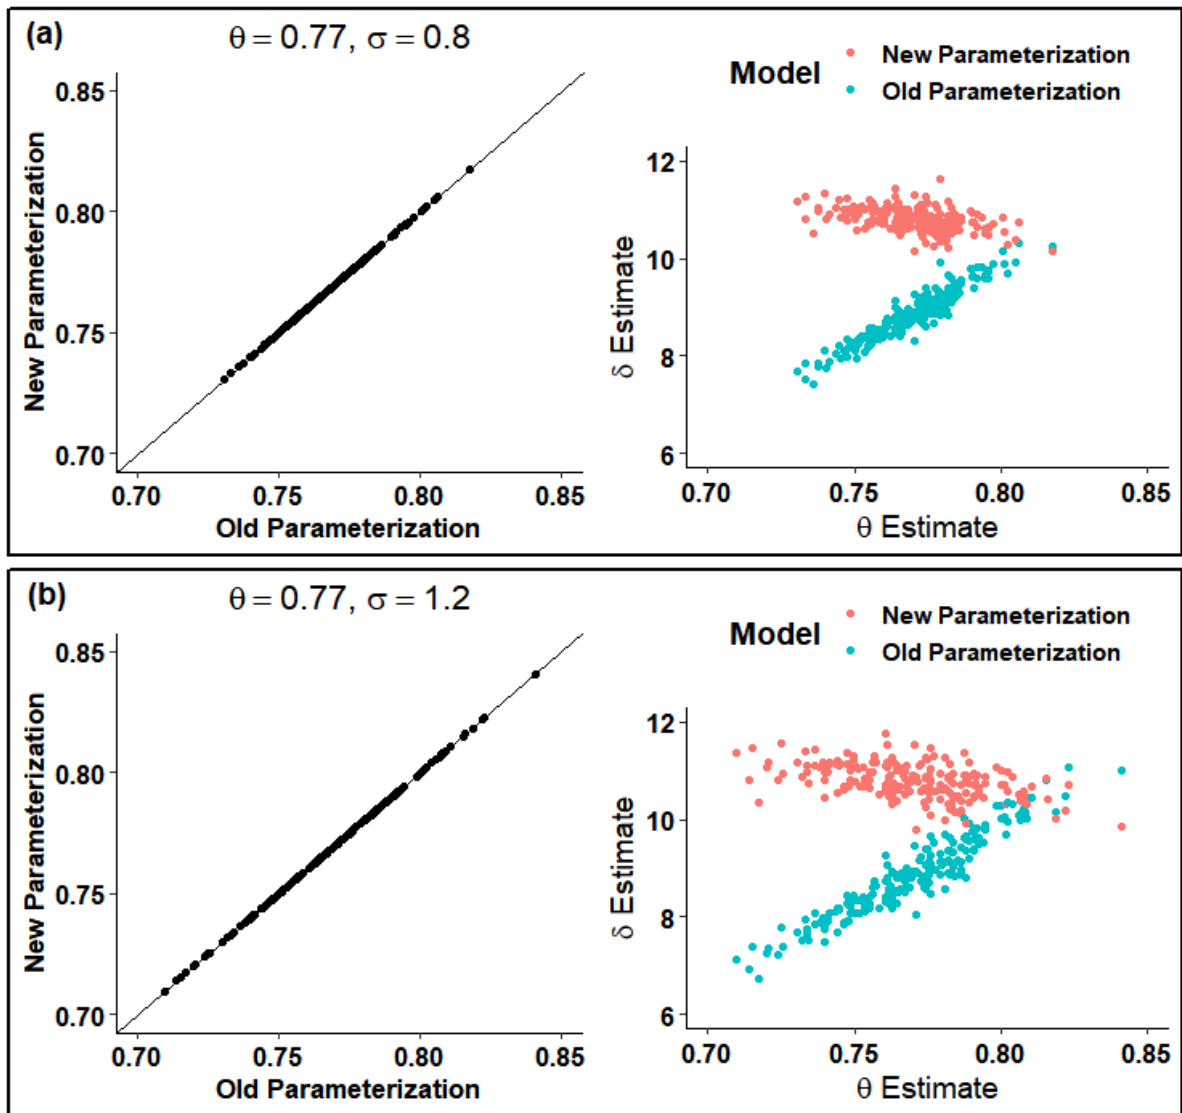 (a)
θ = 0.77, σ = 0.8
New Parameterization
0.85
0.80
0.75
0.70
0.70 0.75 0.80 0.85
Old Parameterization
Model
New Parameterization
Old Parameterization
δ Estimate
12
10
8
6
0.70 0.75 0.80 0.85
θ Estimate
(b)
θ = 0.77, σ = 1.2
New Parameterization
0.85
0.80
0.75
0.70
0.70 0.75 0.80 0.85
Old Parameterization
Model
New Parameterization
Old Parameterization
δ Estimate
12
10
8
6
0.70 0.75 0.80 0.85
θ Estimate